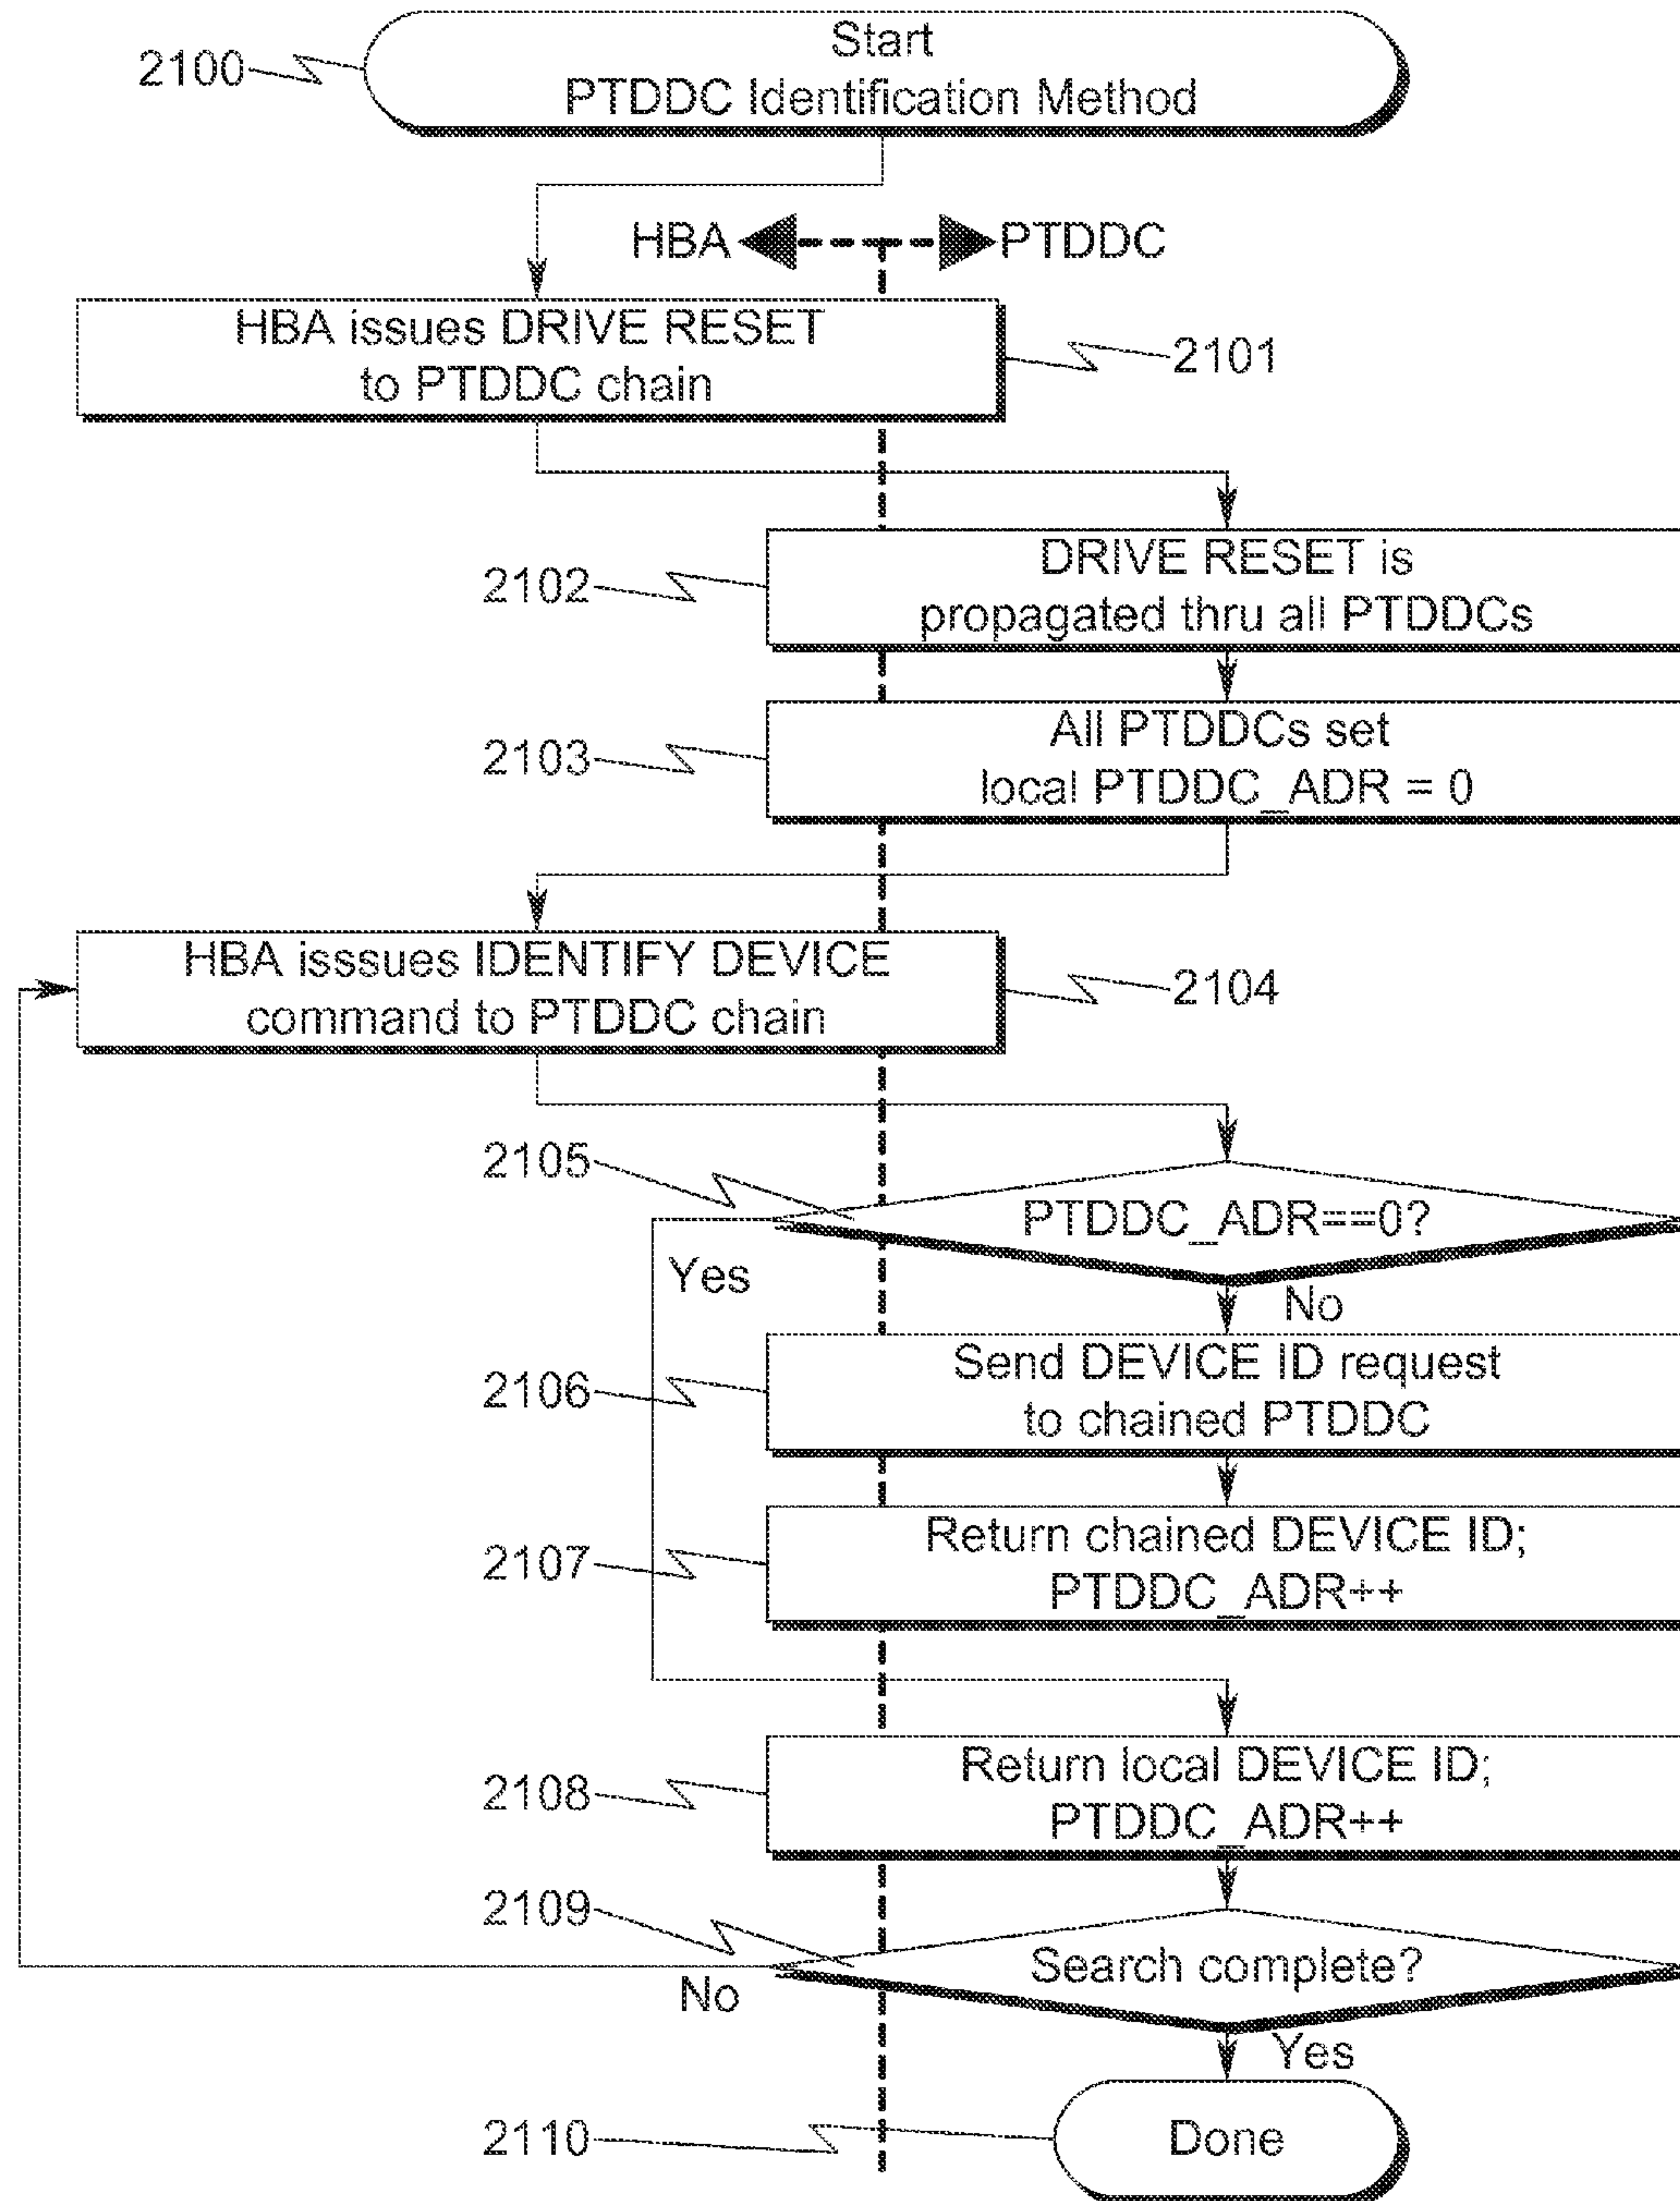 Start
2100
PTDDC Identification Method
HBA PTDDC
HBA issues DRIVE RESET
to PTDDC chain
2101
DRIVE RESET is
propagated thru all PTDDCs
2102
All PTDDCs set
local PTDDC_ADR = 0
2103
HBA isssues IDENTIFY DEVICE
command to PTDDC chain
2104
2105
PTDDC_ADR==0?
Yes
No
Send DEVICE ID request
to chained PTDDC
2106
Return chained DEVICE ID;
PTDDC_ADR++
2107
Return local DEVICE ID;
PTDDC_ADR++
2108
2109
Search complete?
No
Yes
2110
Done